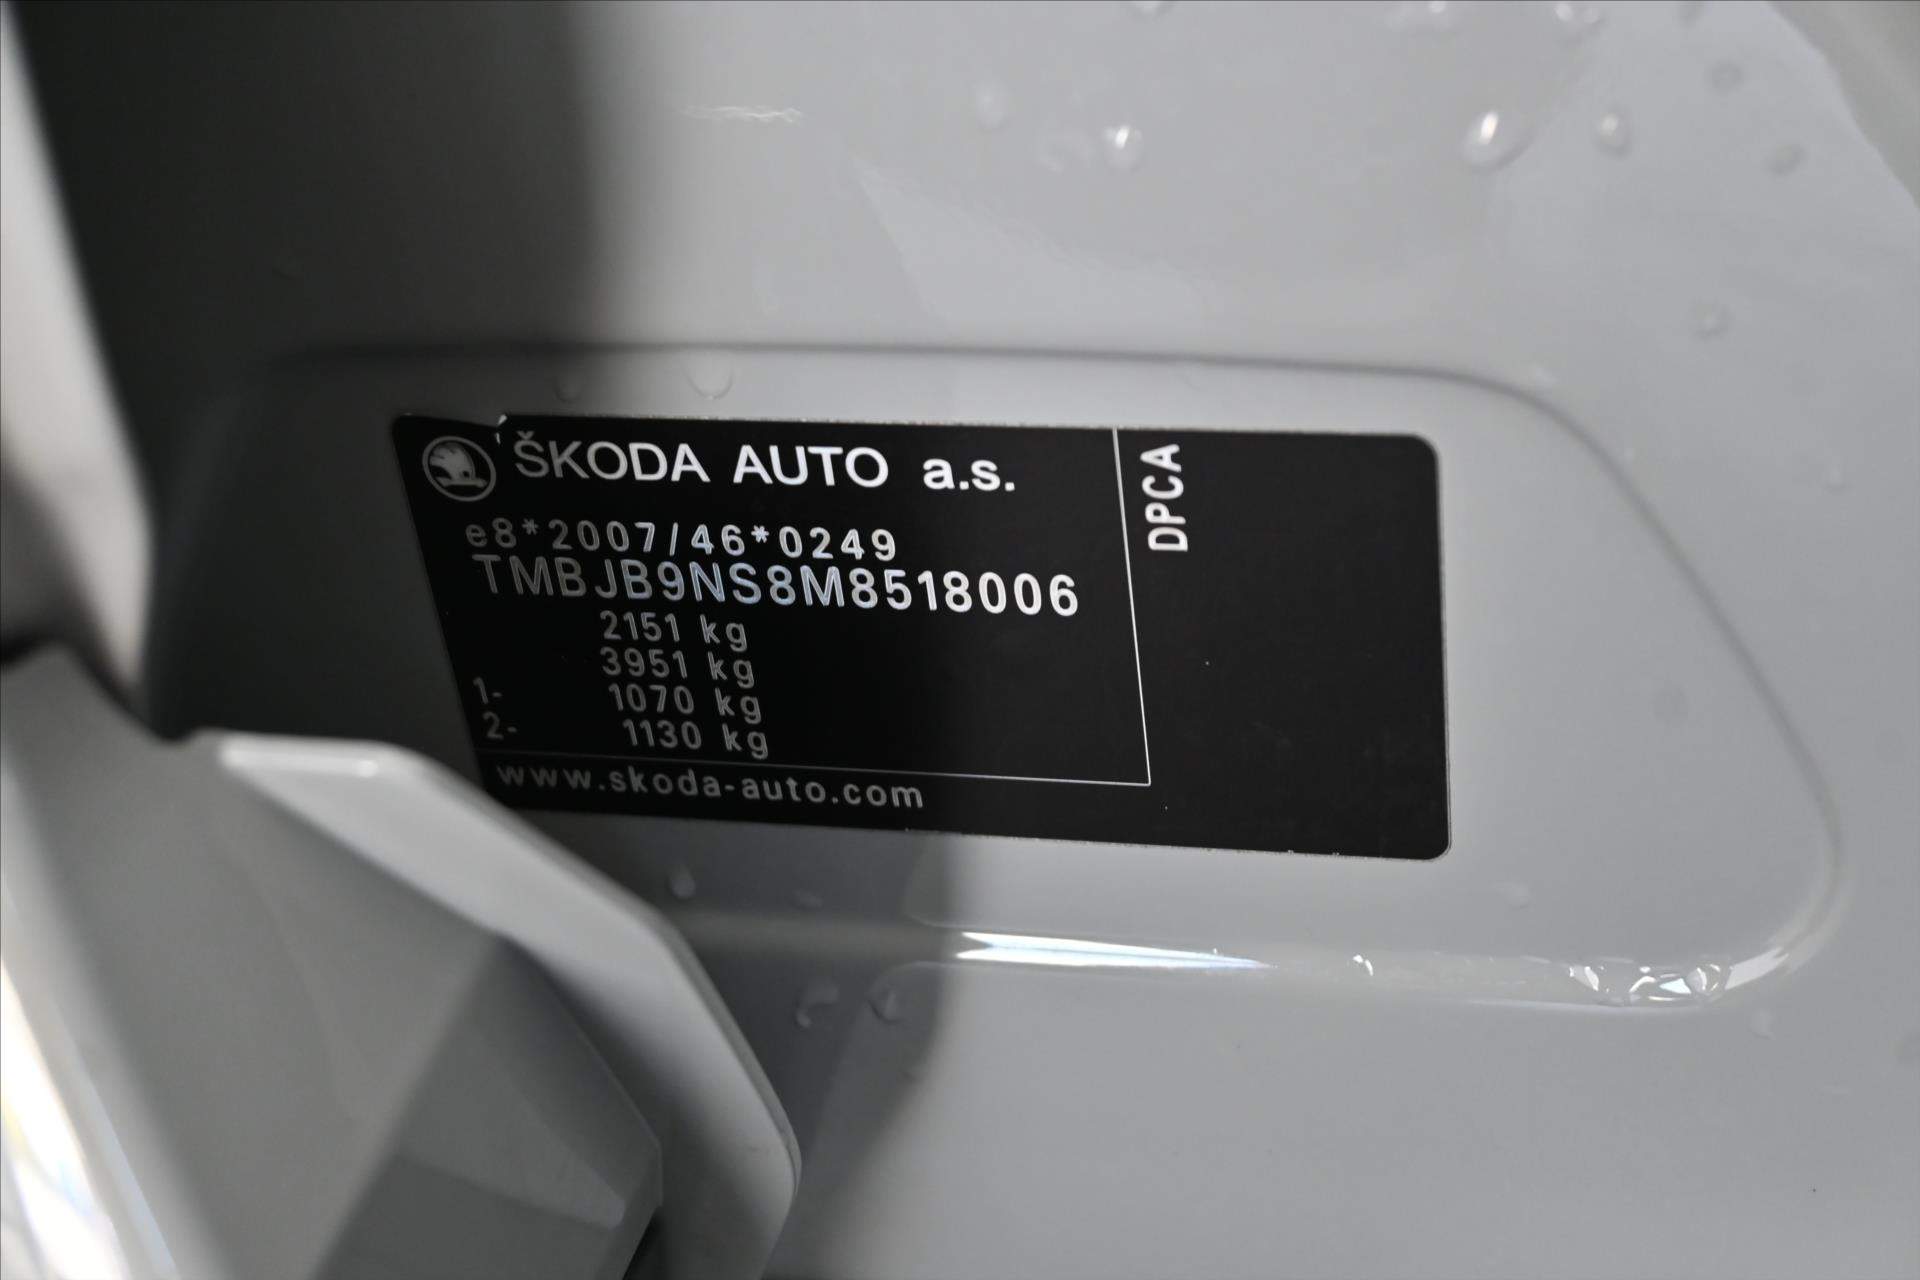 ŠKODA AUTO a.s.
e8*2007/46*0249
TMBJB9NS8M8518006
2151 kg
3951 kg
1- 1070 kg
2- 1130 kg
www.skoda-auto.com
DPCA